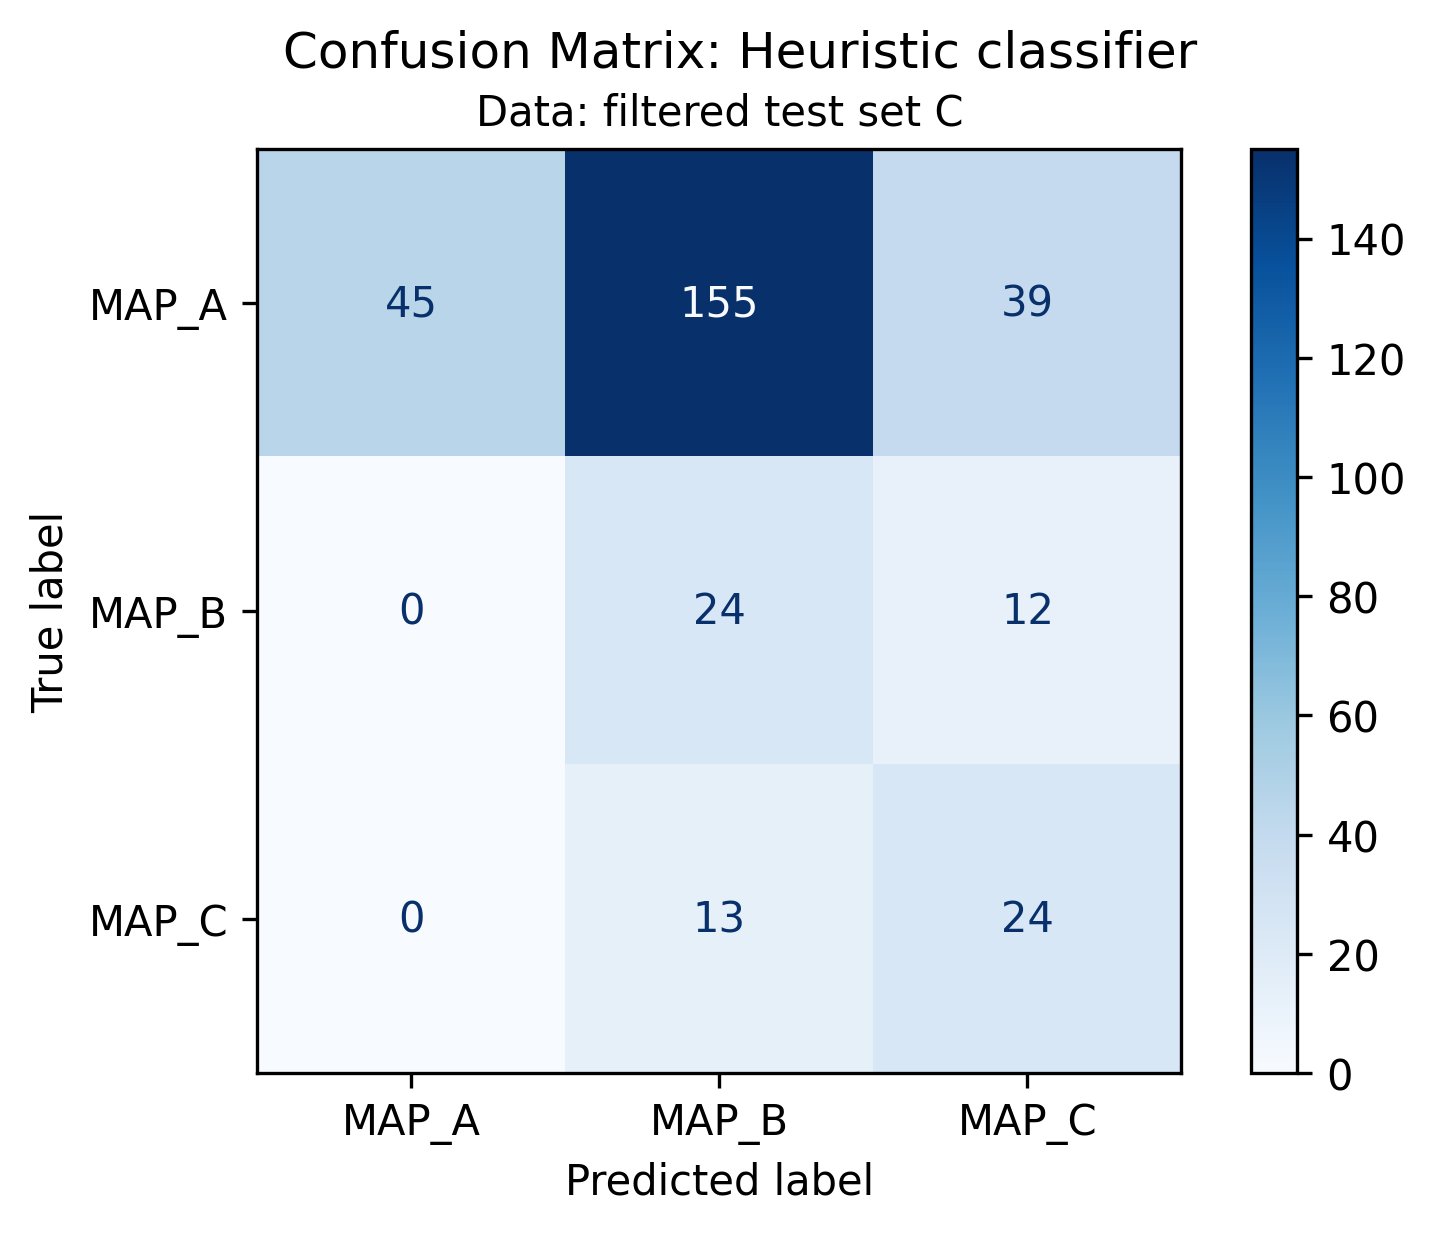 Confusion Matrix: Heuristic classifier
Data: filtered test set C
MAP_A 45 155 39
MAP_B 0 24 12
MAP_C 0 13 24
MAP_A MAP_B MAP_C
Predicted label
True label
140
120
100
80
60
40
20
0